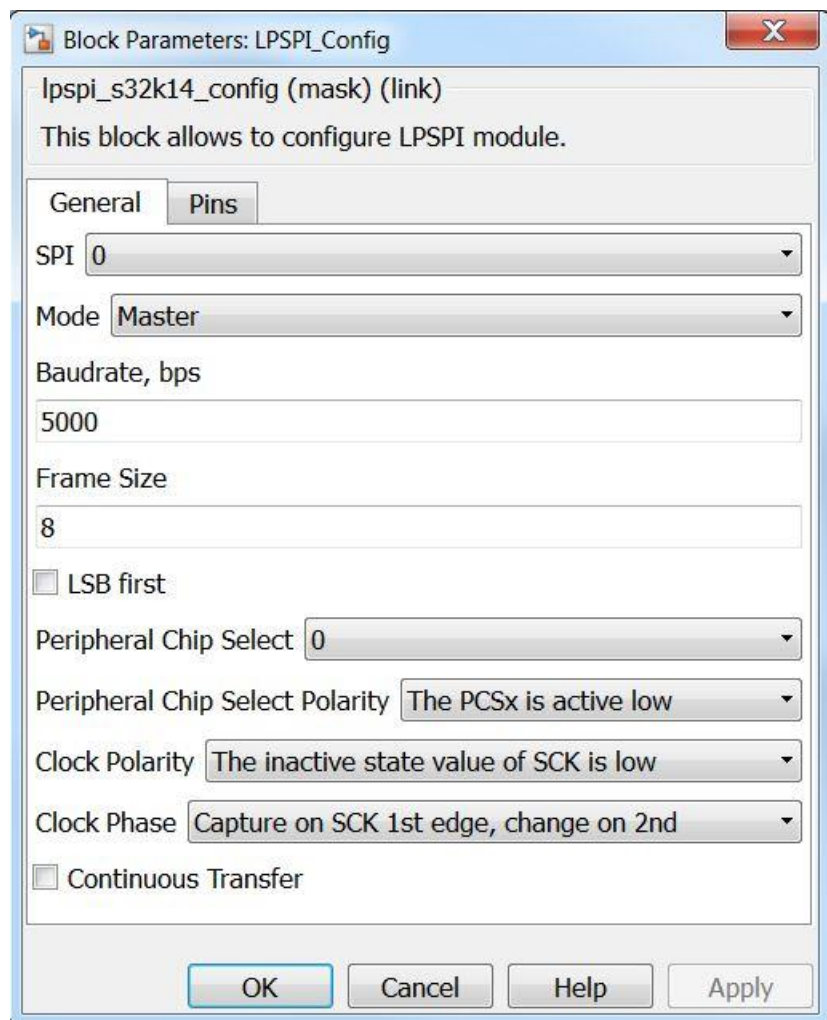 Block Parameters: LPSPI_Config
lpspi_s32k14_config (mask) (link)
This block allows to configure LPSPI module.
General Pins
SPI 0
Mode Master
Baudrate, bps
5000
Frame Size
8
LSB first
Peripheral Chip Select 0
Peripheral Chip Select Polarity The PCSx is active low
Clock Polarity The inactive state value of SCK is low
Clock Phase Capture on SCK 1st edge, change on 2nd
Continuous Transfer
OK Cancel Help Apply